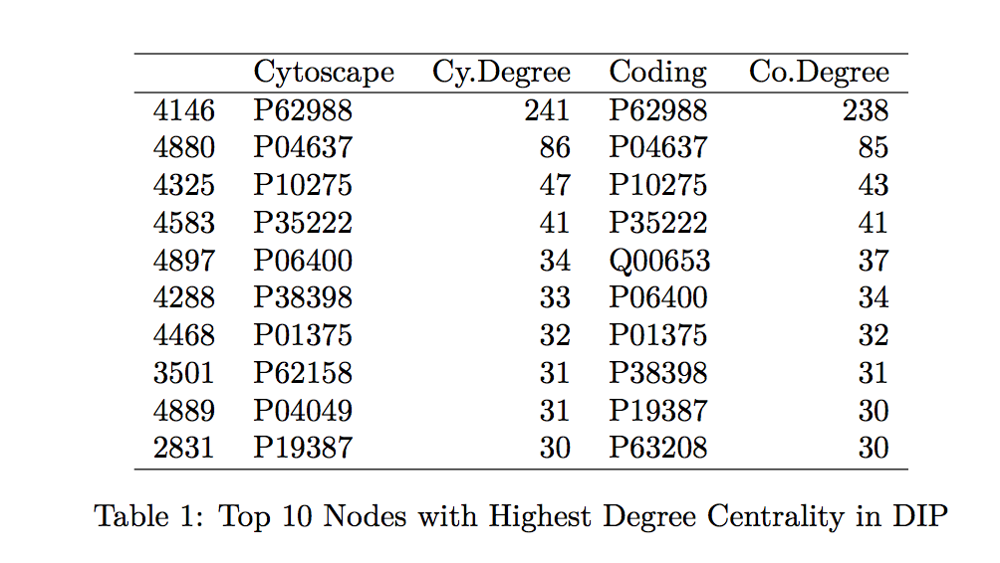 Cytoscape Cy.Degree Coding Co.Degree
4146 P62988 241 P62988 238
4880 P04637 86 P04637 85
4325 P10275 47 P10275 43
4583 P35222 41 P35222 41
4897 P06400 34 Q00653 37
4288 P38398 33 P06400 34
4468 P01375 32 P01375 32
3501 P62158 31 P38398 31
4889 P04049 31 P19387 30
2831 P19387 30 P63208 30
Table 1: Top 10 Nodes with Highest Degree Centrality in DIP